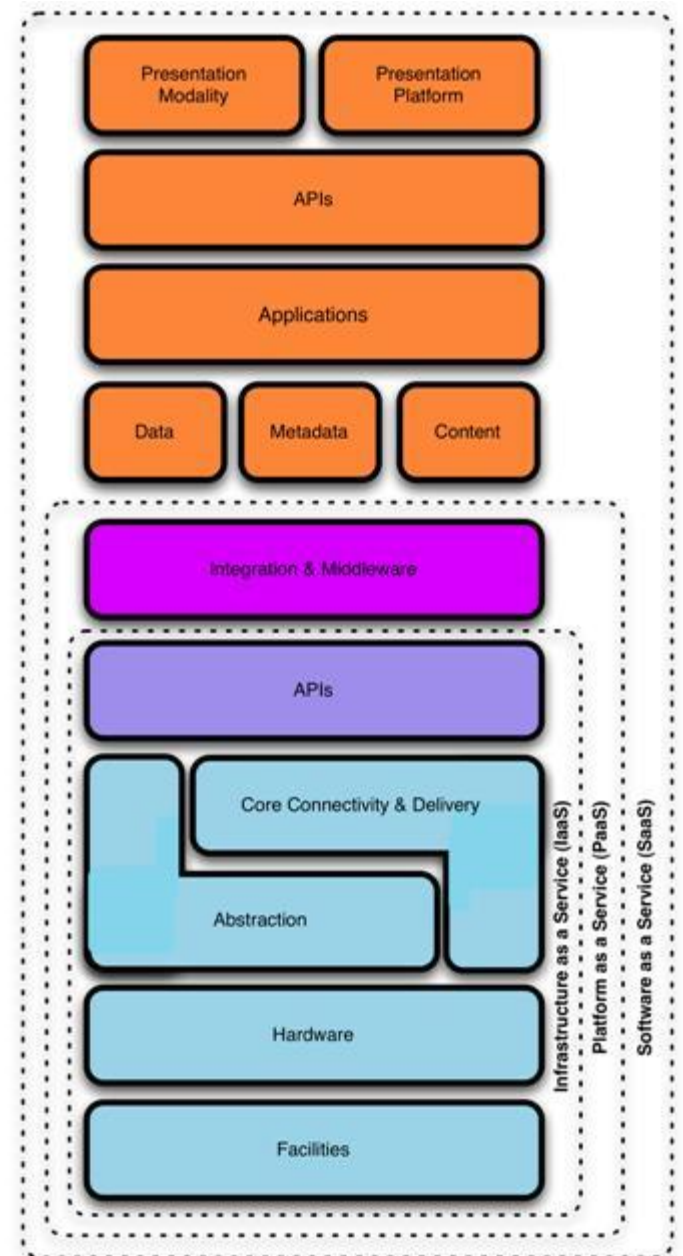 Presentation
Modality
Presentation
Platform
APIs
Applications
Data
Metadata
Content
Integration & Middleware
APIs
Core Connectivity & Delivery
Abstraction
Hardware
Facilities
Infrastructure as a Service (IaaS)
Platform as a Service (PaaS)
Software as a Service (SaaS)